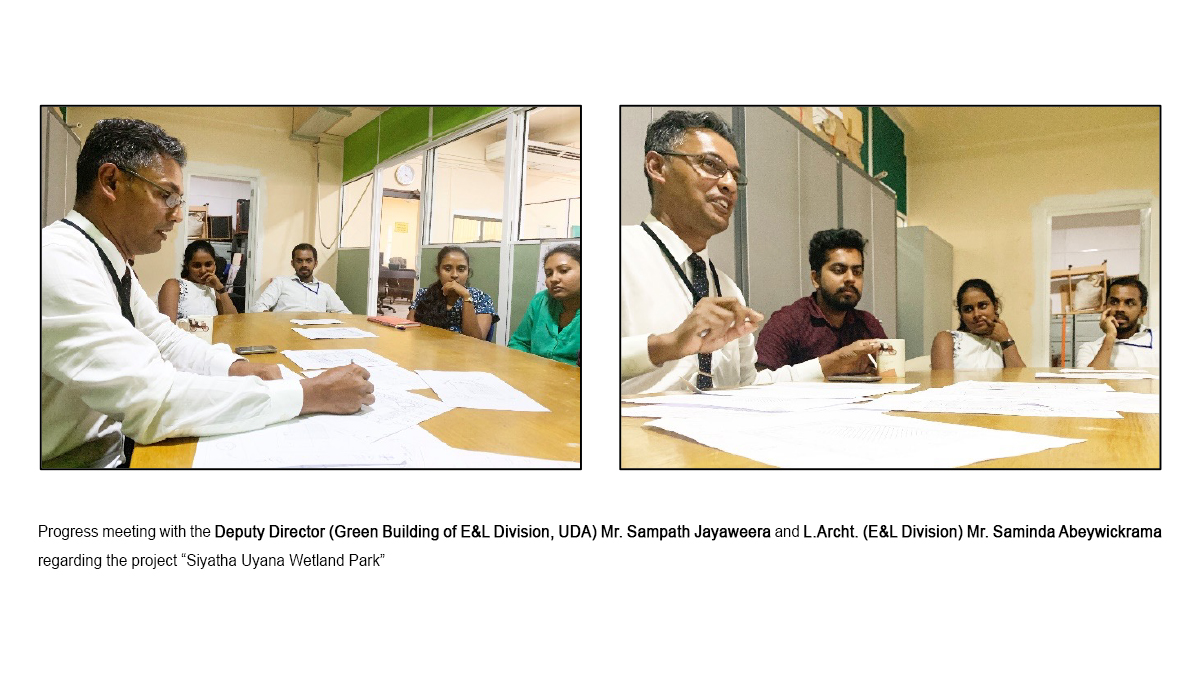 Progress meeting with the Deputy Director (Green Building of E&L Division, UDA) Mr. Sampath Jayaweera and L.Archt. (E&L Division) Mr. Saminda Abeywickrama
regarding the project “Siyatha Uyana Wetland Park”